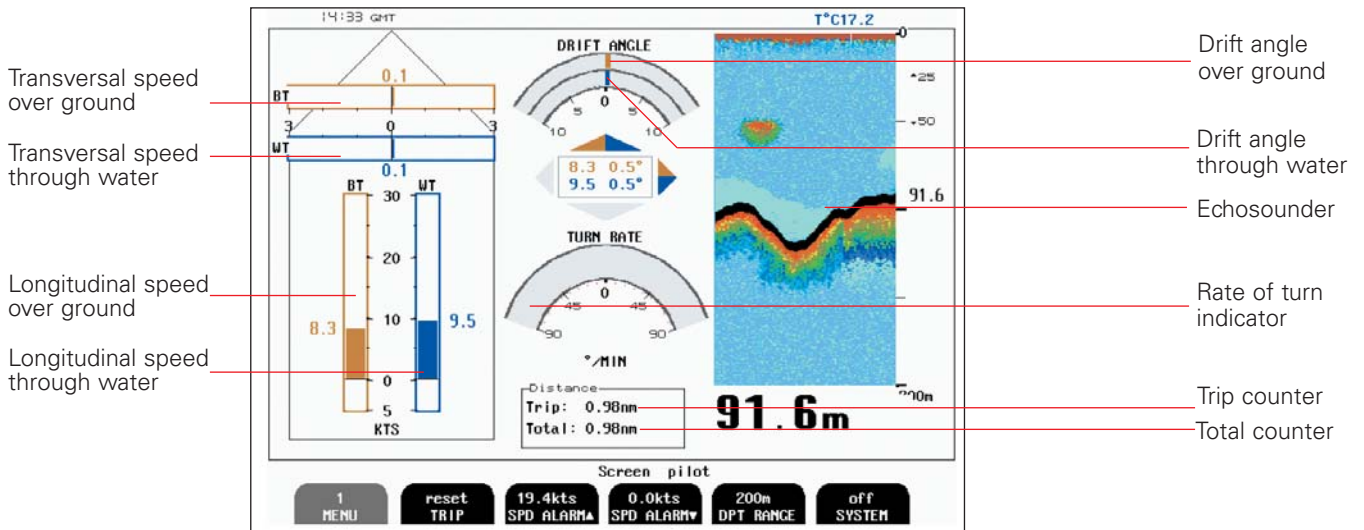 14:33 GMT
T°C17.2
Transversal speed
over ground
Transversal speed
through water
Longitudinal speed
over ground
Longitudinal speed
through water
0.1
BT
3 0 3
WT
0.1
BT WT
30
20
10
0
5
KTS
8.3
9.5
DRIFT ANGLE
0
5 5
10 10
8.3 0.5°
9.5 0.5°
TURN RATE
0
45 45
90 90
°/MIN
Distance
Trip: 0.98nm
Total: 0.98nm
0
25
50
91.6
200m
91.6m
Drift angle
over ground
Drift angle
through water
Echosounder
Rate of turn
indicator
Trip counter
Total counter
Screen pilot
1
MENU
reset
TRIP
19.4kts
SPD ALARM▲
0.0kts
SPD ALARM▼
200m
DPT RANGE
off
SYSTEM